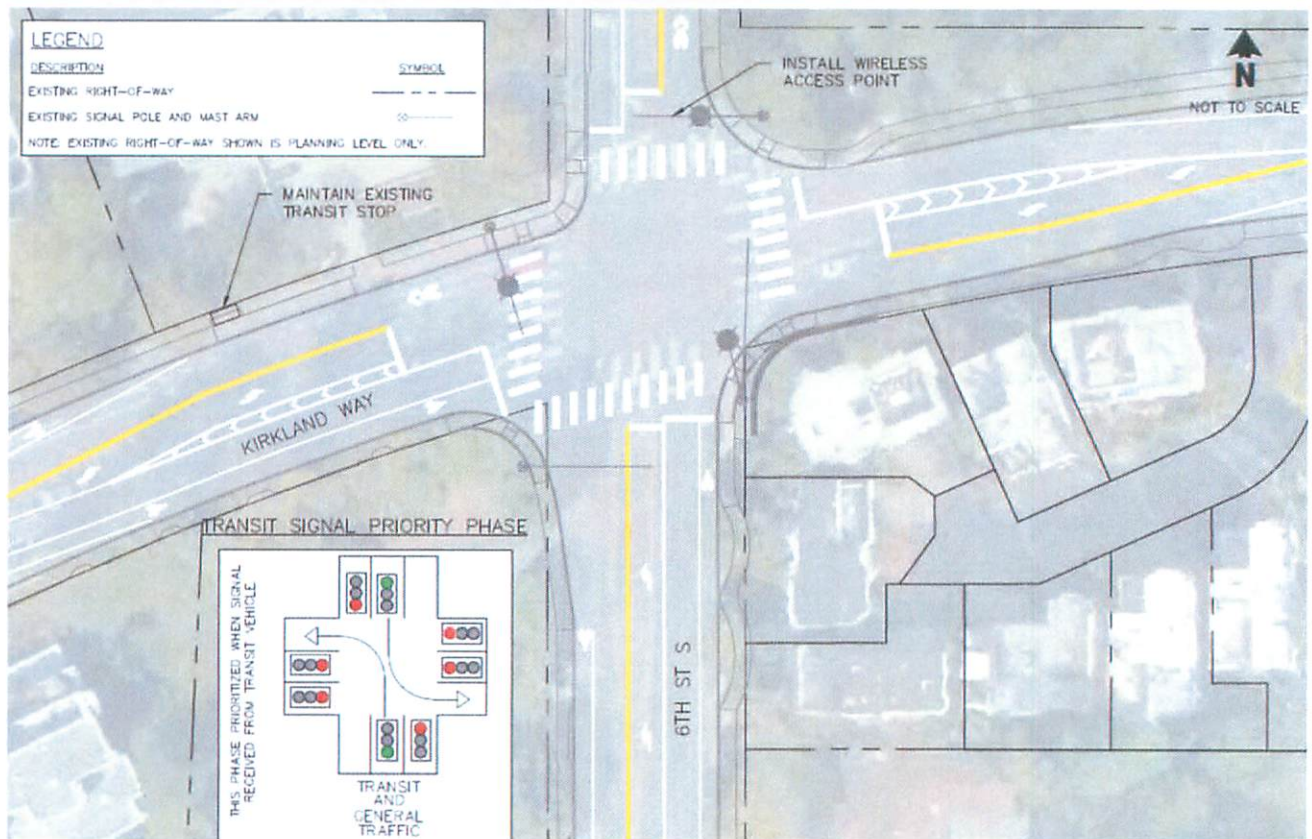 LEGEND
DESCRIPTION SYMBOL
EXISTING RIGHT-OF-WAY
EXISTING SIGNAL POLE AND MAST ARM
NOTE: EXISTING RIGHT-OF-WAY SHOWN IS PLANNING LEVEL ONLY.
INSTALL WIRELESS
ACCESS POINT
N
NOT TO SCALE
MAINTAIN EXISTING
TRANSIT STOP
KIRKLAND WAY
6TH ST S
TRANSIT SIGNAL PRIORITY PHASE
THIS PHASE PRIORITIZED WHEN SIGNAL
RECEIVED FROM TRANSIT VEHICLE
TRANSIT
AND
GENERAL
TRAFFIC